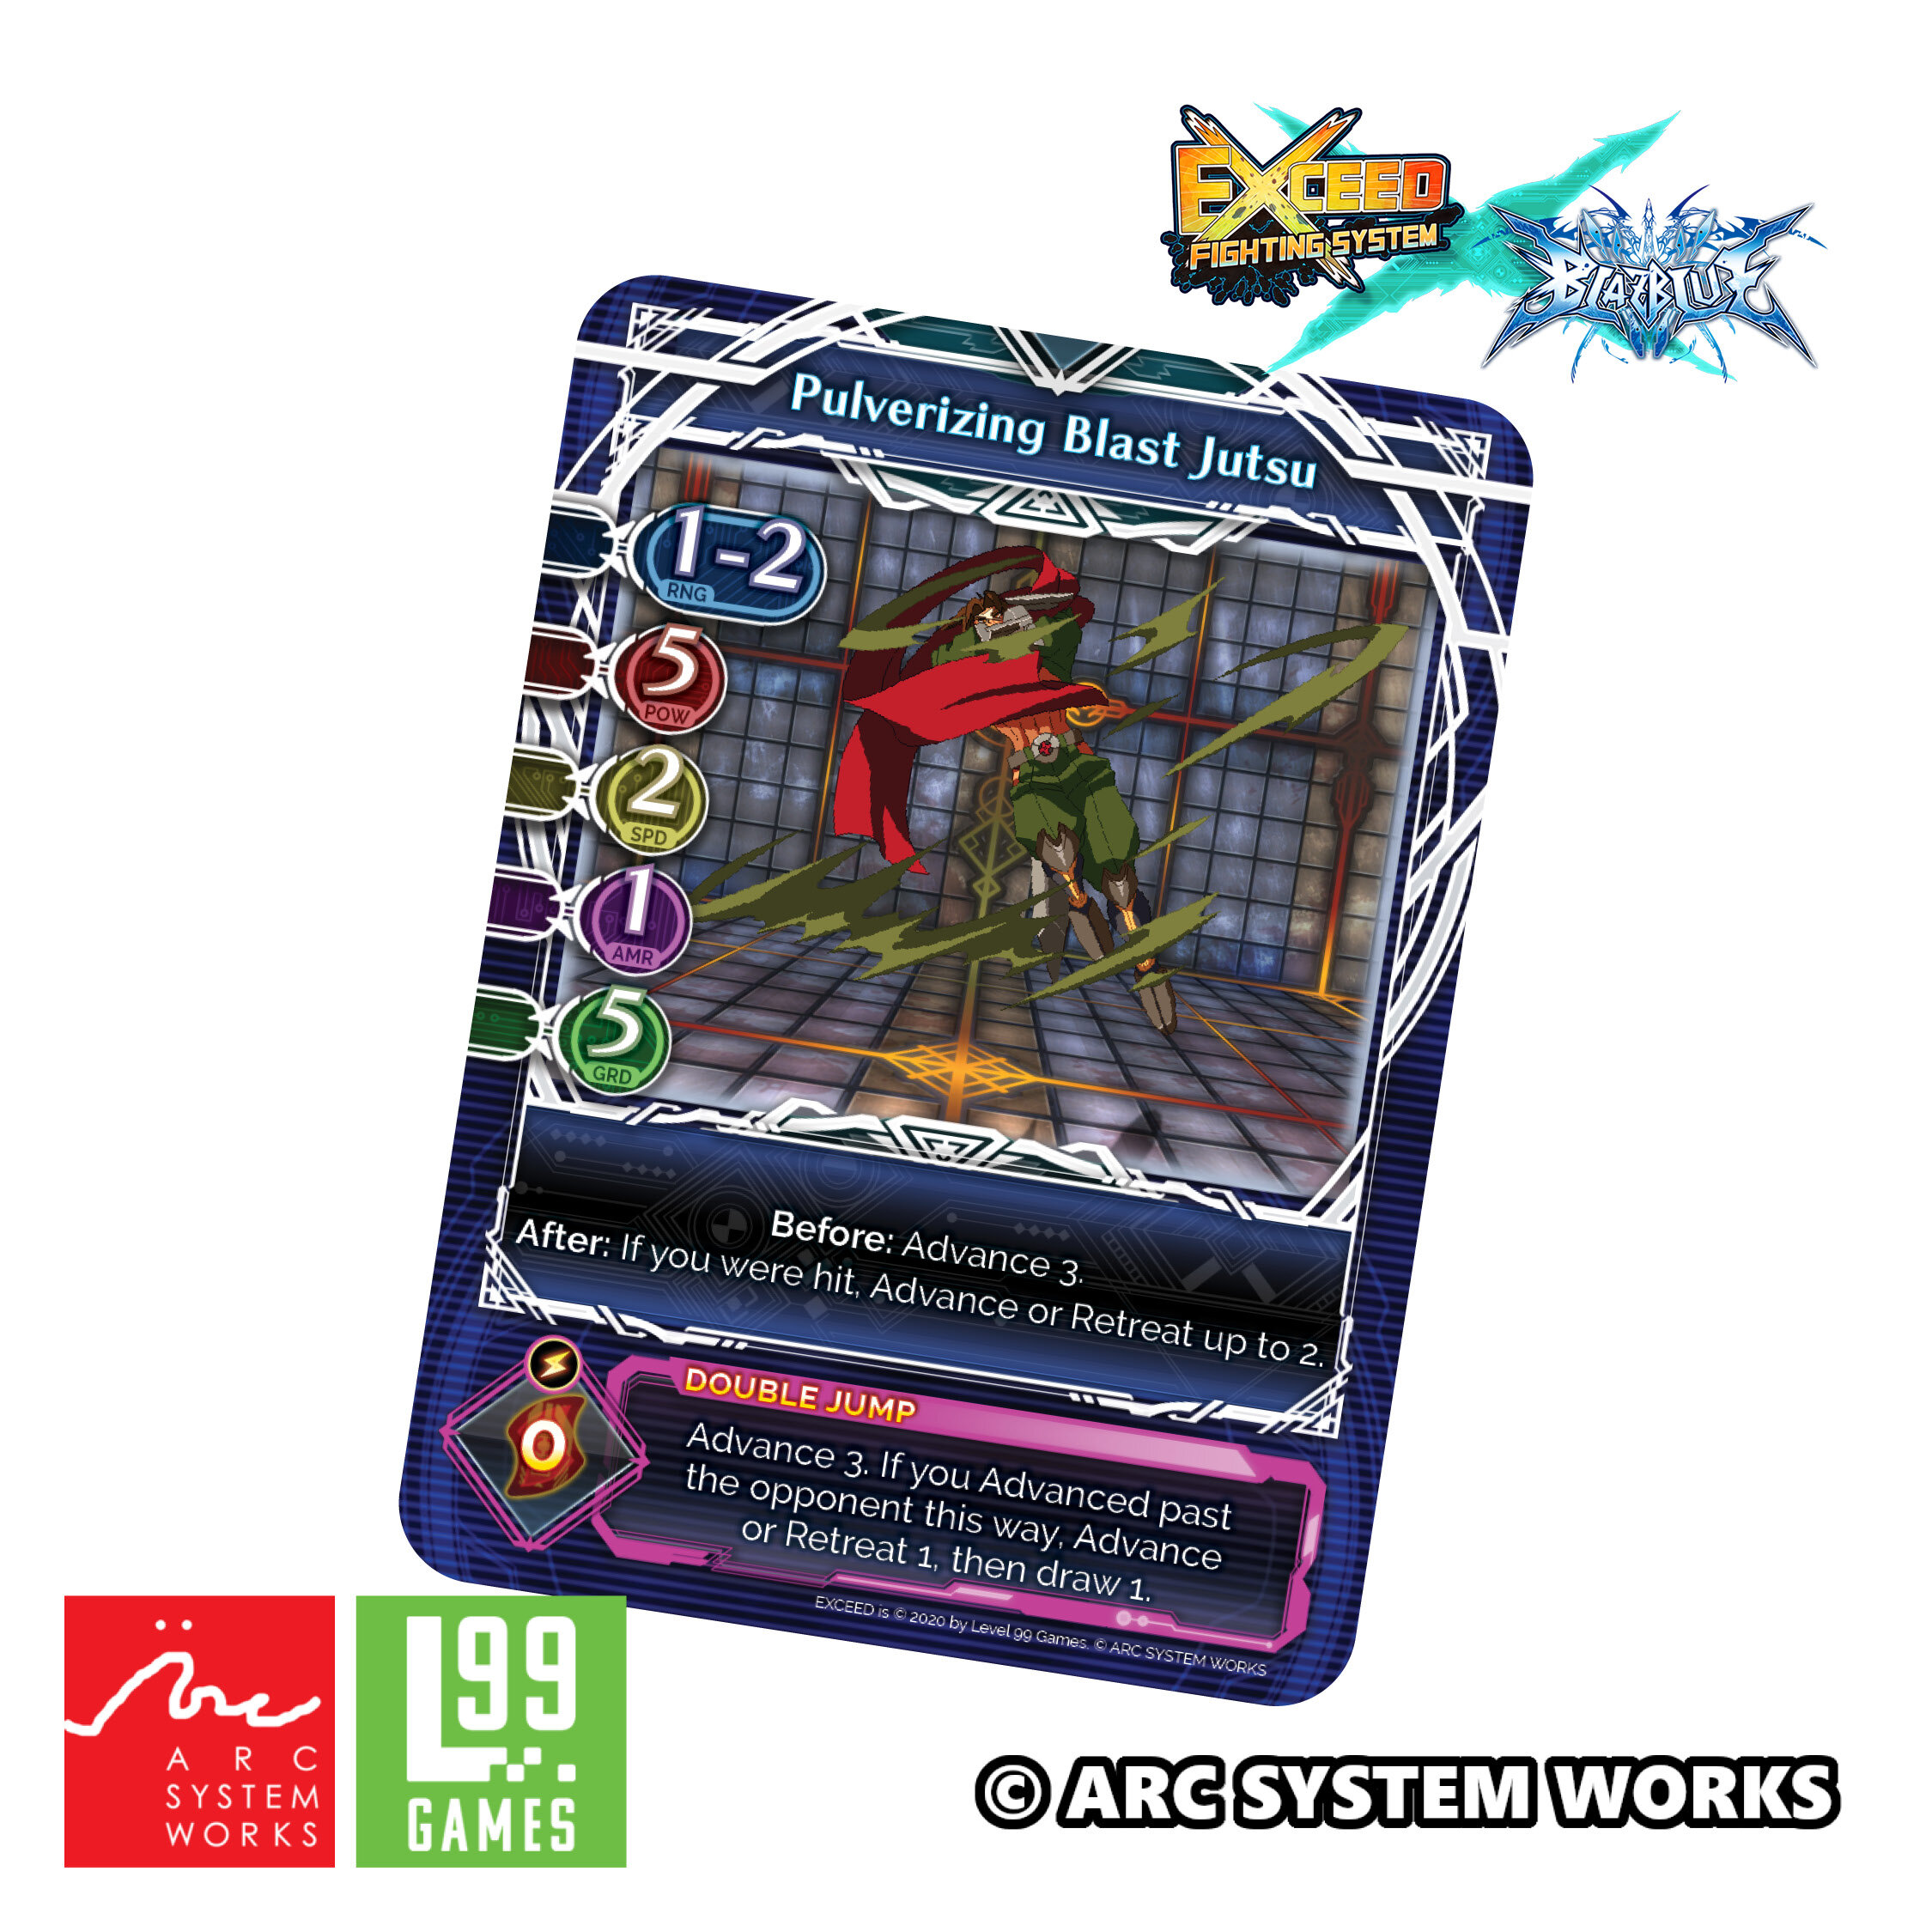 EXCEED
FIGHTING SYSTEM
BLAZBLUE
Pulverizing Blast Jutsu
1-2
RNG
5
POW
2
SPD
1
AMR
5
GRD
Before: Advance 3.
After: If you were hit, Advance or Retreat up to 2.
0
DOUBLE JUMP
Advance 3. If you Advanced past
the opponent this way, Advance
or Retreat 1, then draw 1.
EXCEED is © 2020 by Level 99 Games. © ARC SYSTEM WORKS
Arc
ARC
SYSTEM
WORKS
L99
GAMES
© ARC SYSTEM WORKS